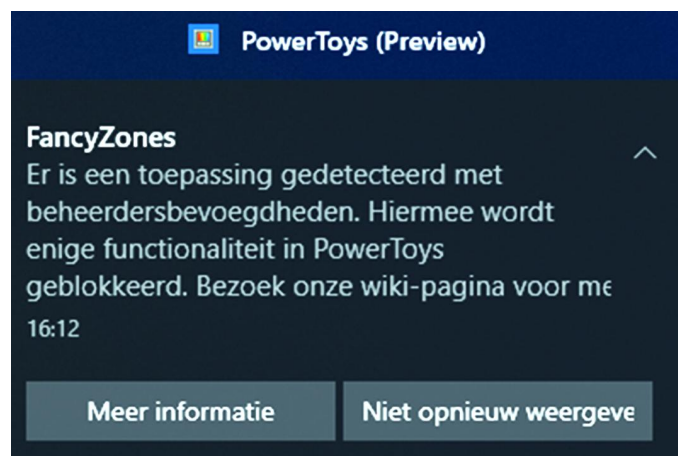 PowerToys (Preview)
FancyZones
Er is een toepassing gedetecteerd met
beheerdersbevoegdheden. Hiermee wordt
enige functionaliteit in PowerToys
geblokkeerd. Bezoek onze wiki-pagina voor me
16:12
Meer informatie
Niet opnieuw weergeve